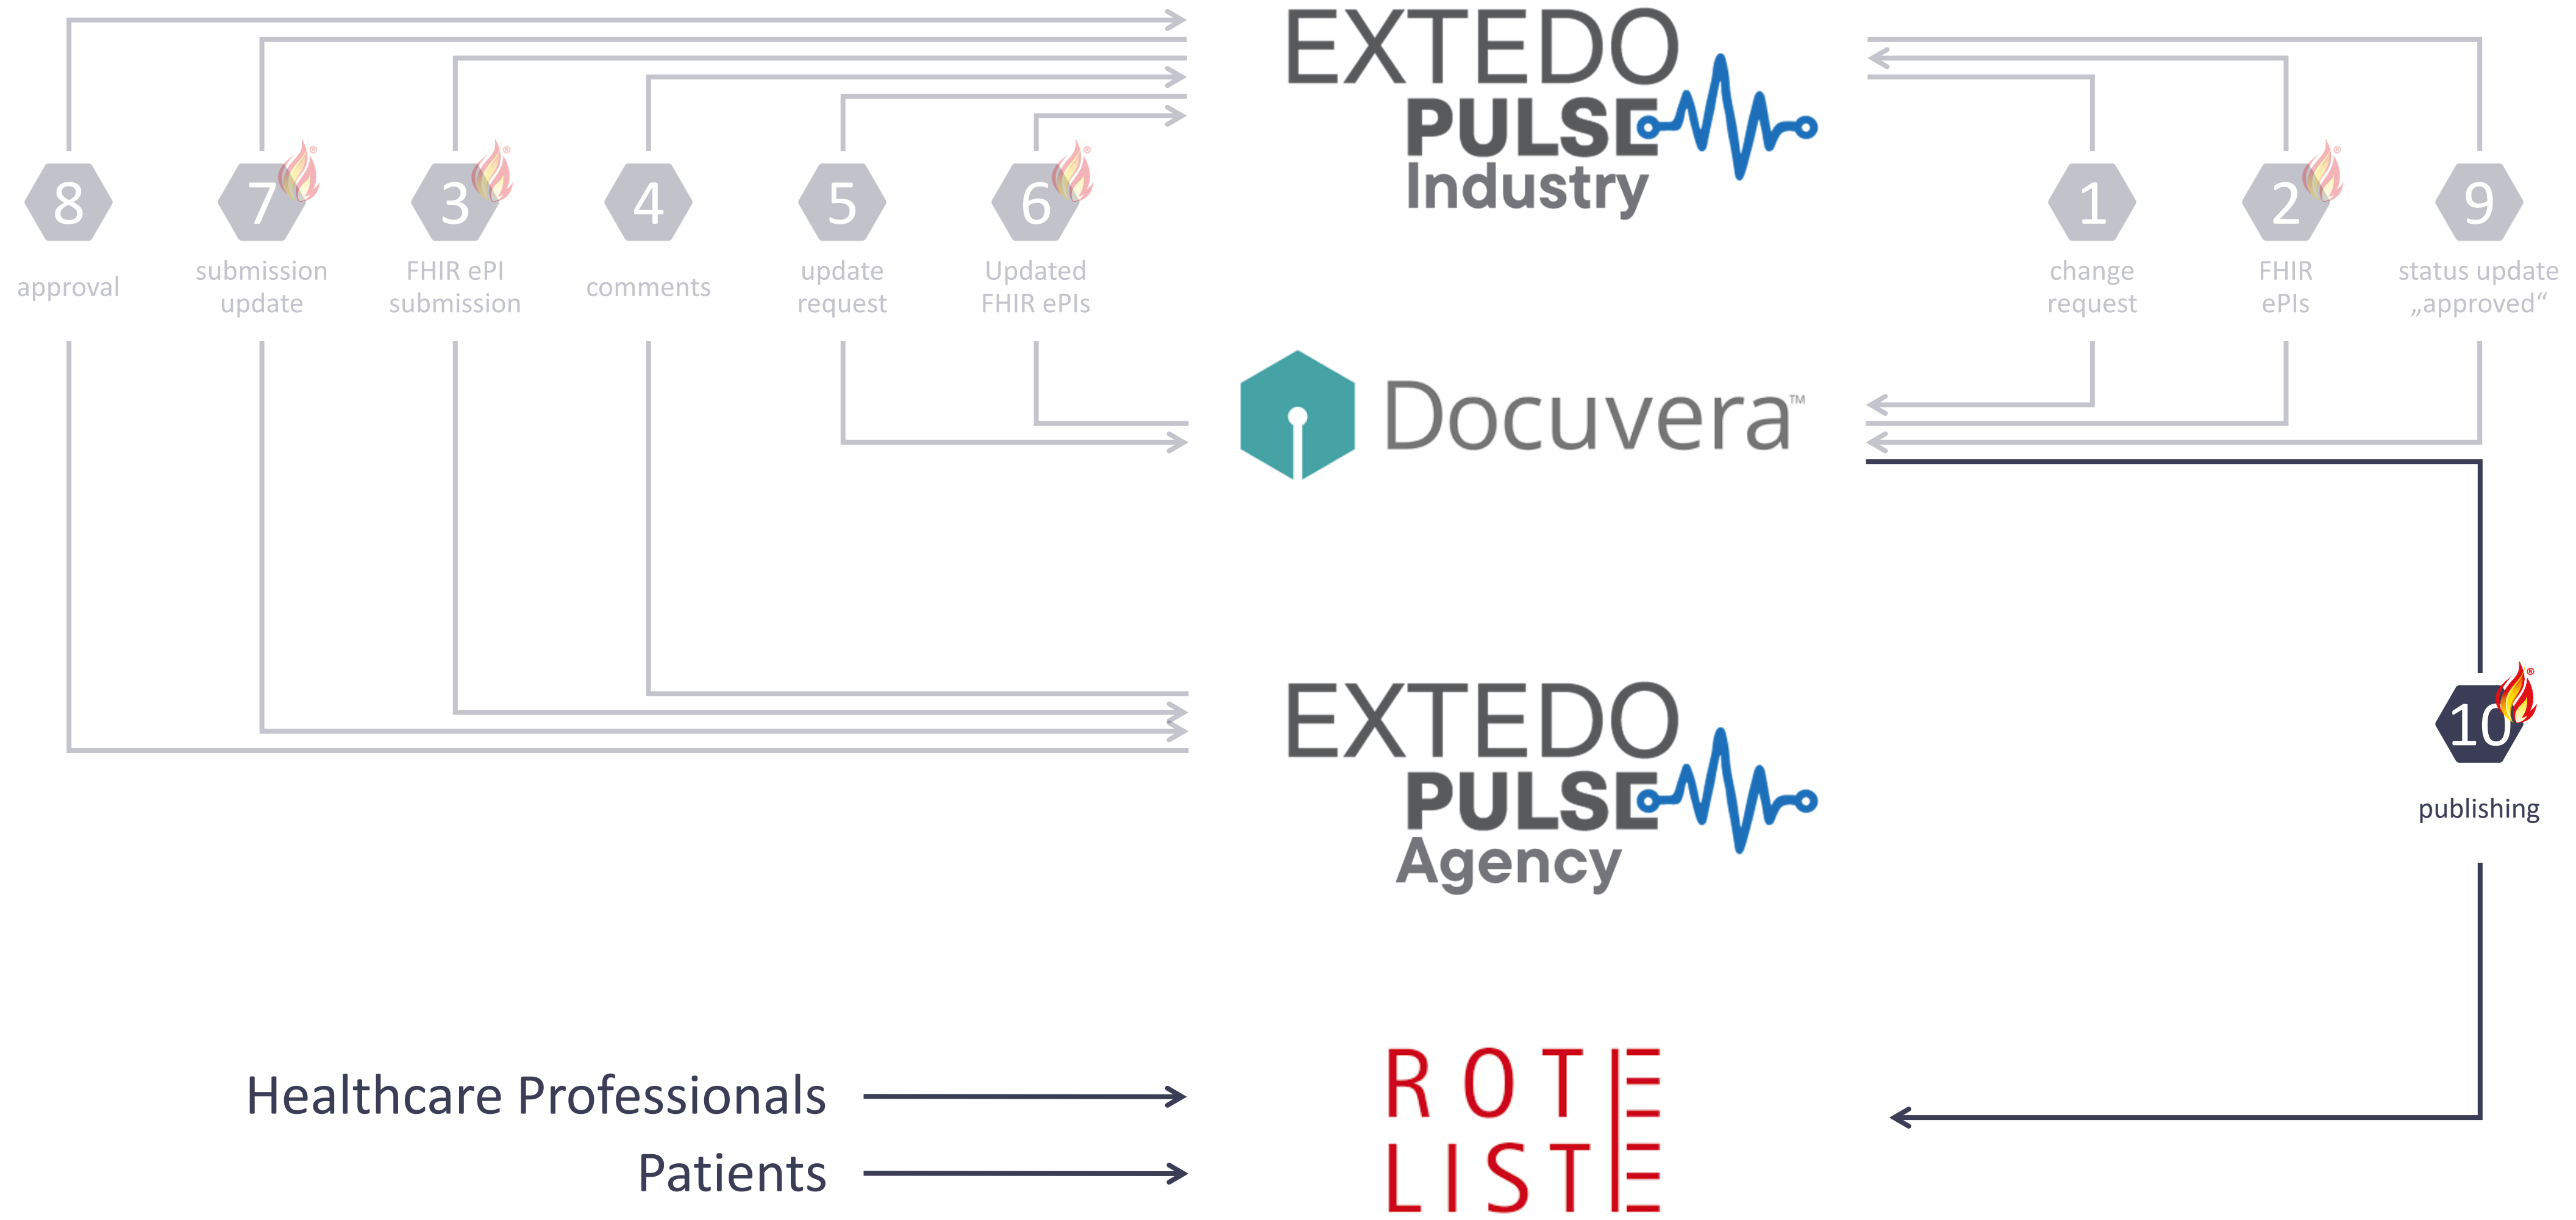 EXTEDO
PULSE
Industry
8
approval
7
®
submission
update
3
®
FHIR ePI
submission
4
comments
5
update
request
6
®
Updated
FHIR ePIs
1
change
request
2
®
FHIR
ePIs
9
status update
„approved“
Docuvera™
EXTEDO
PULSE
Agency
10
®
publishing
Healthcare Professionals
Patients
ROTE
LISTE